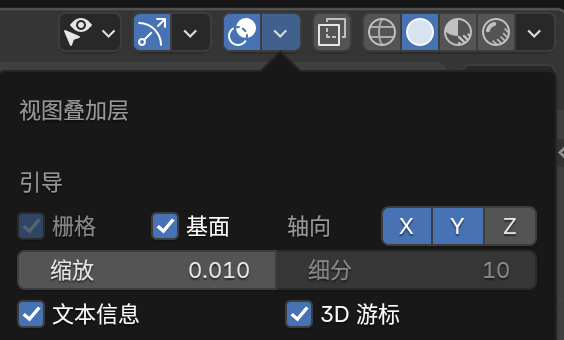 视图叠加层
引导
栅格 基面 轴向 X Y Z
缩放 0.010 细分 10
文本信息 3D 游标